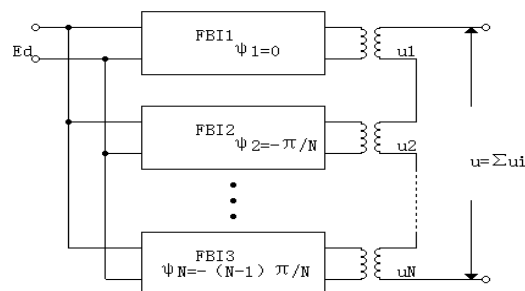 FBI1
ψ1=0
Ed
u1
FBI2
ψ2=-π/N
u2
u=Σui
FBI3
ψN=-(N-1)π/N
uN